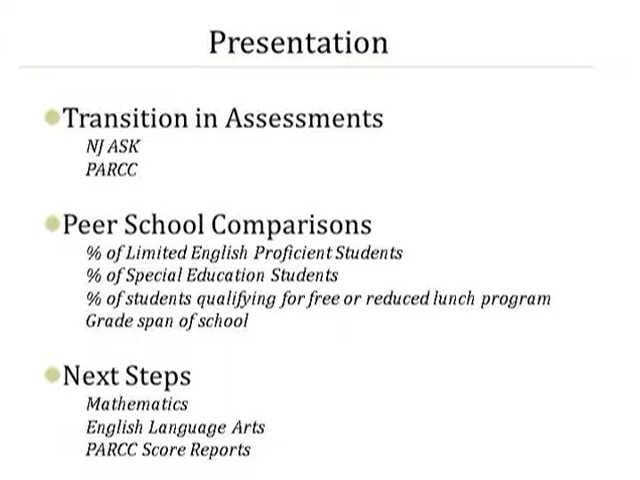 Presentation
Transition in Assessments
NJ ASK
PARCC
Peer School Comparisons
% of Limited English Proficient Students
% of Special Education Students
% of students qualifying for free or reduced lunch program
Grade span of school
Next Steps
Mathematics
English Language Arts
PARCC Score Reports